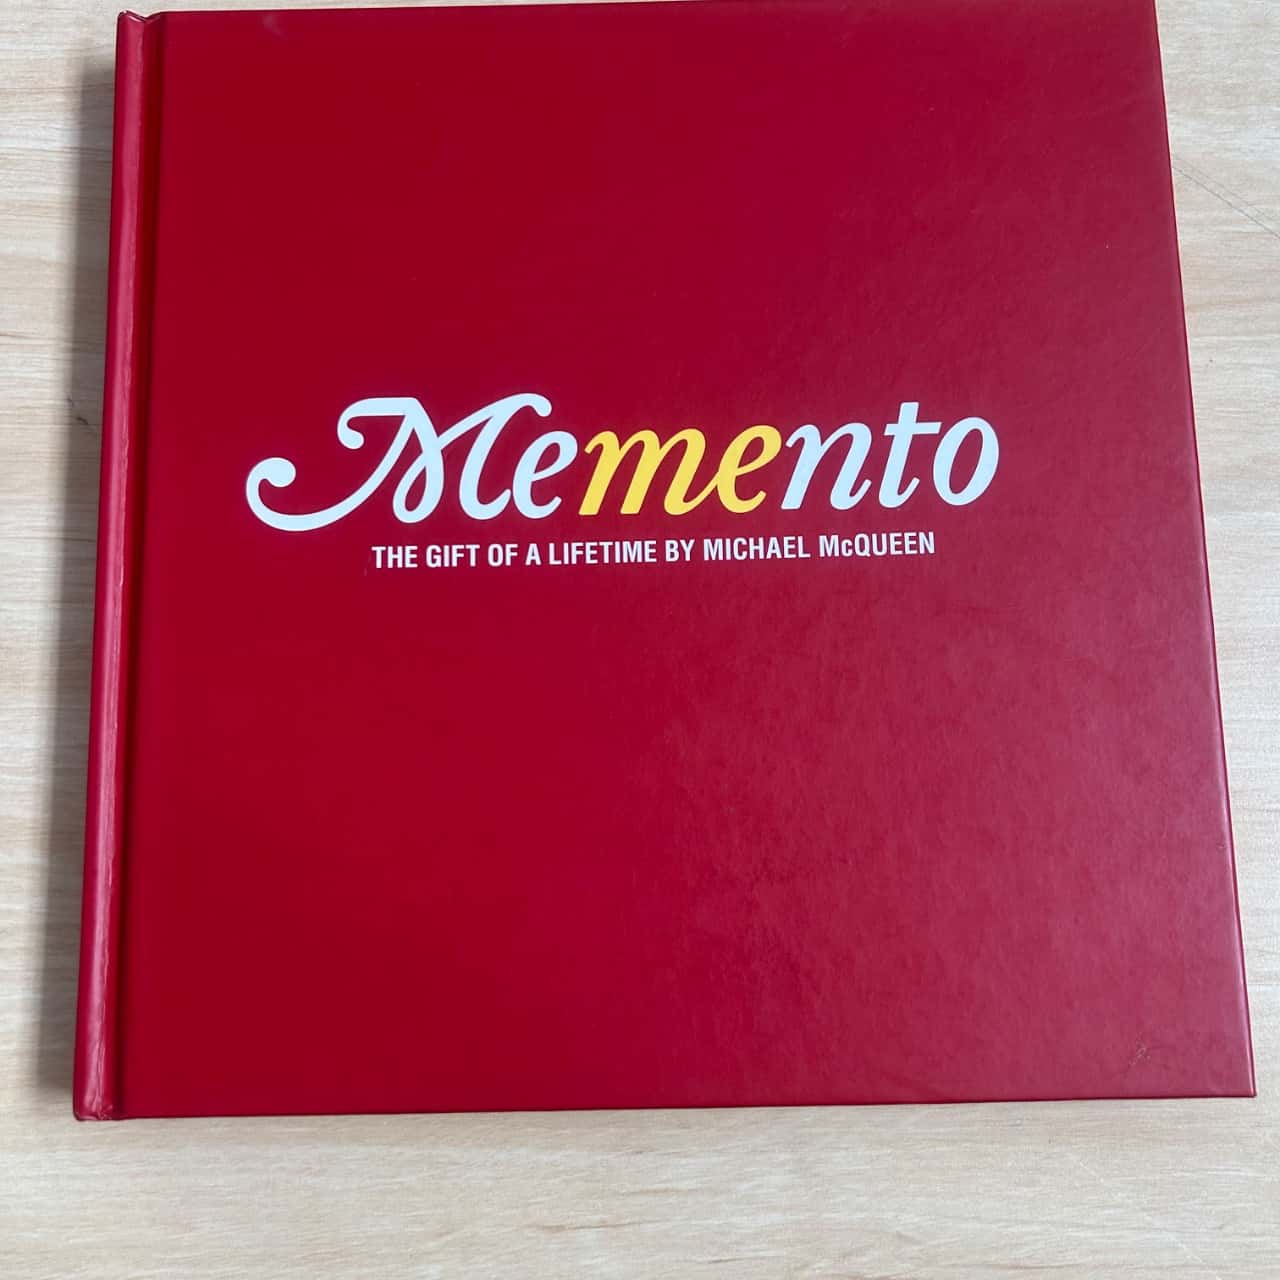 Memento
THE GIFT OF A LIFETIME BY MICHAEL McQUEEN